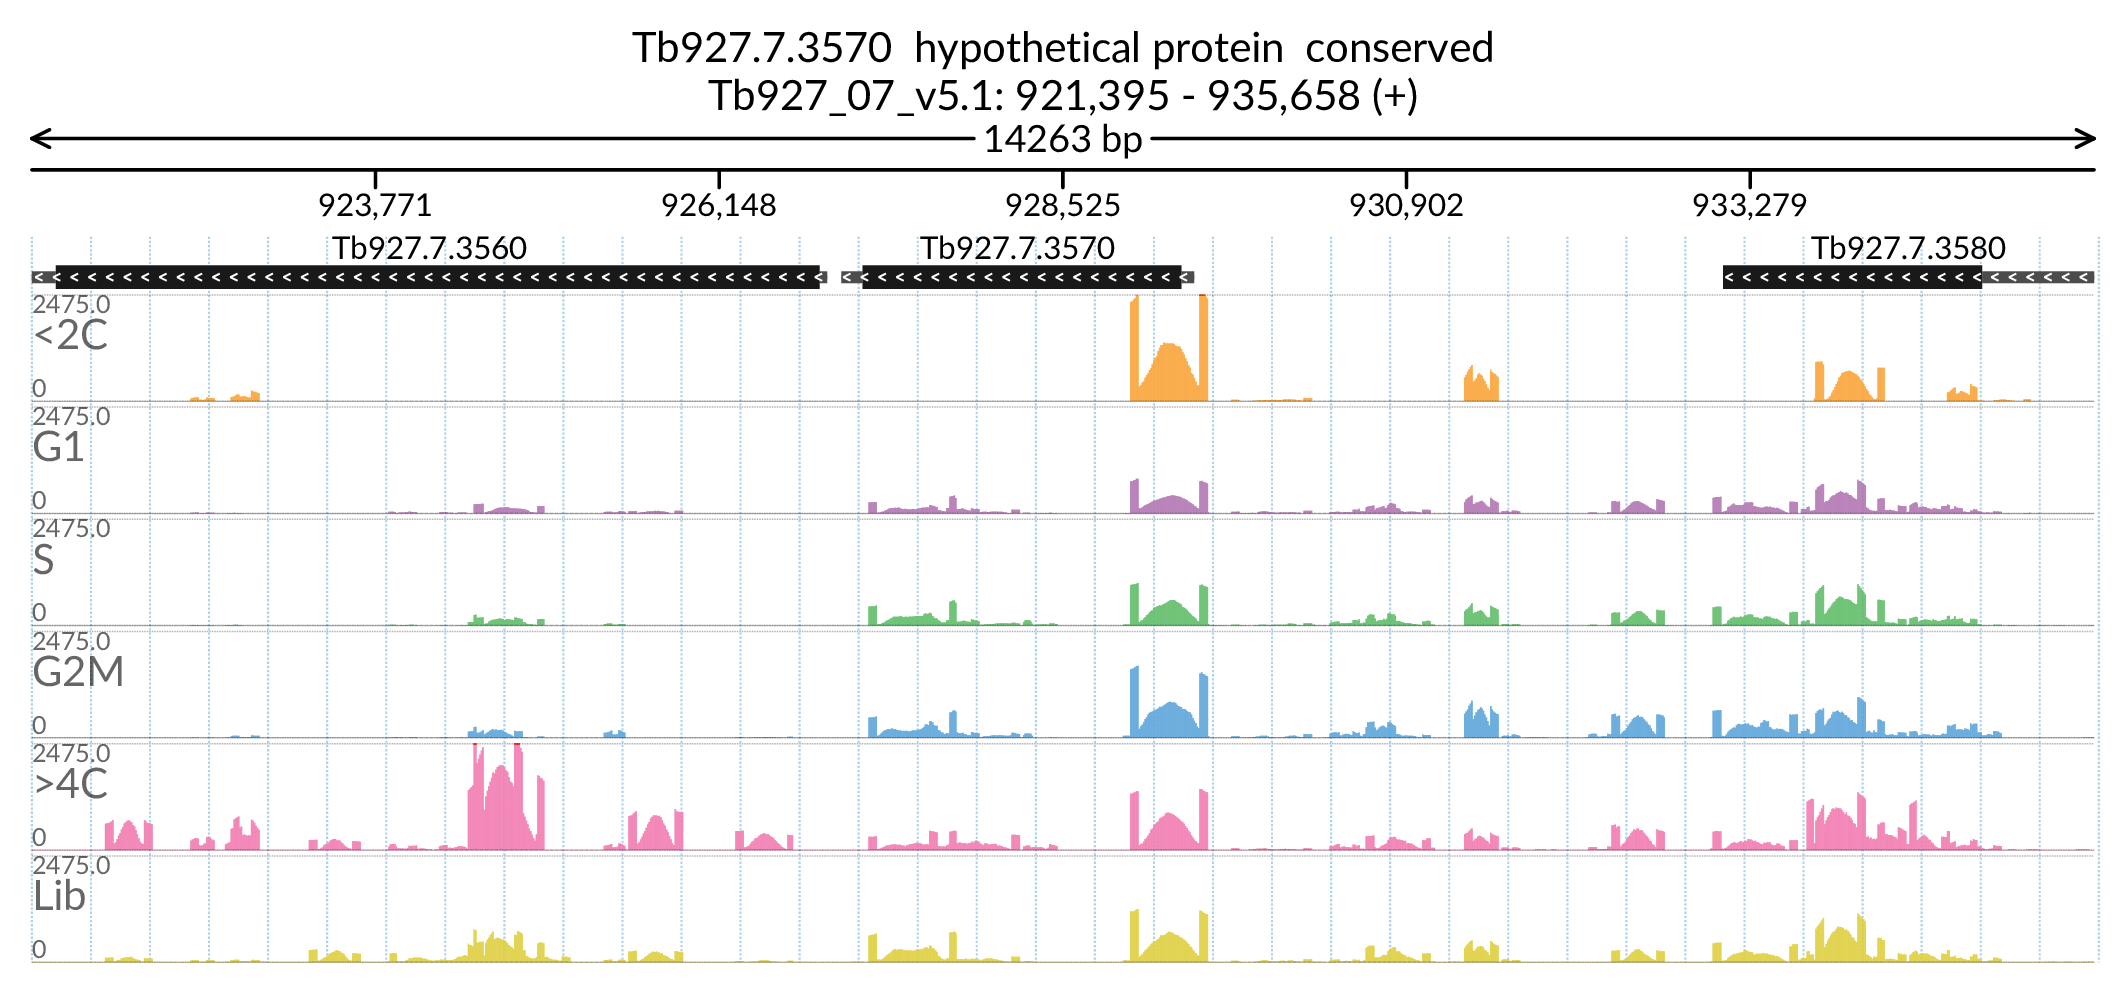 Tb927.7.3570 hypothetical protein conserved
Tb927_07_v5.1: 921,395 - 935,658 (+)
14263 bp
923,771 926,148 928,525 930,902 933,279
Tb927.7.3560 Tb927.7.3570 Tb927.7.3580
2475.0
<2C
0
2475.0
G1
0
2475.0
S
0
2475.0
G2M
0
2475.0
>4C
0
2475.0
Lib
0